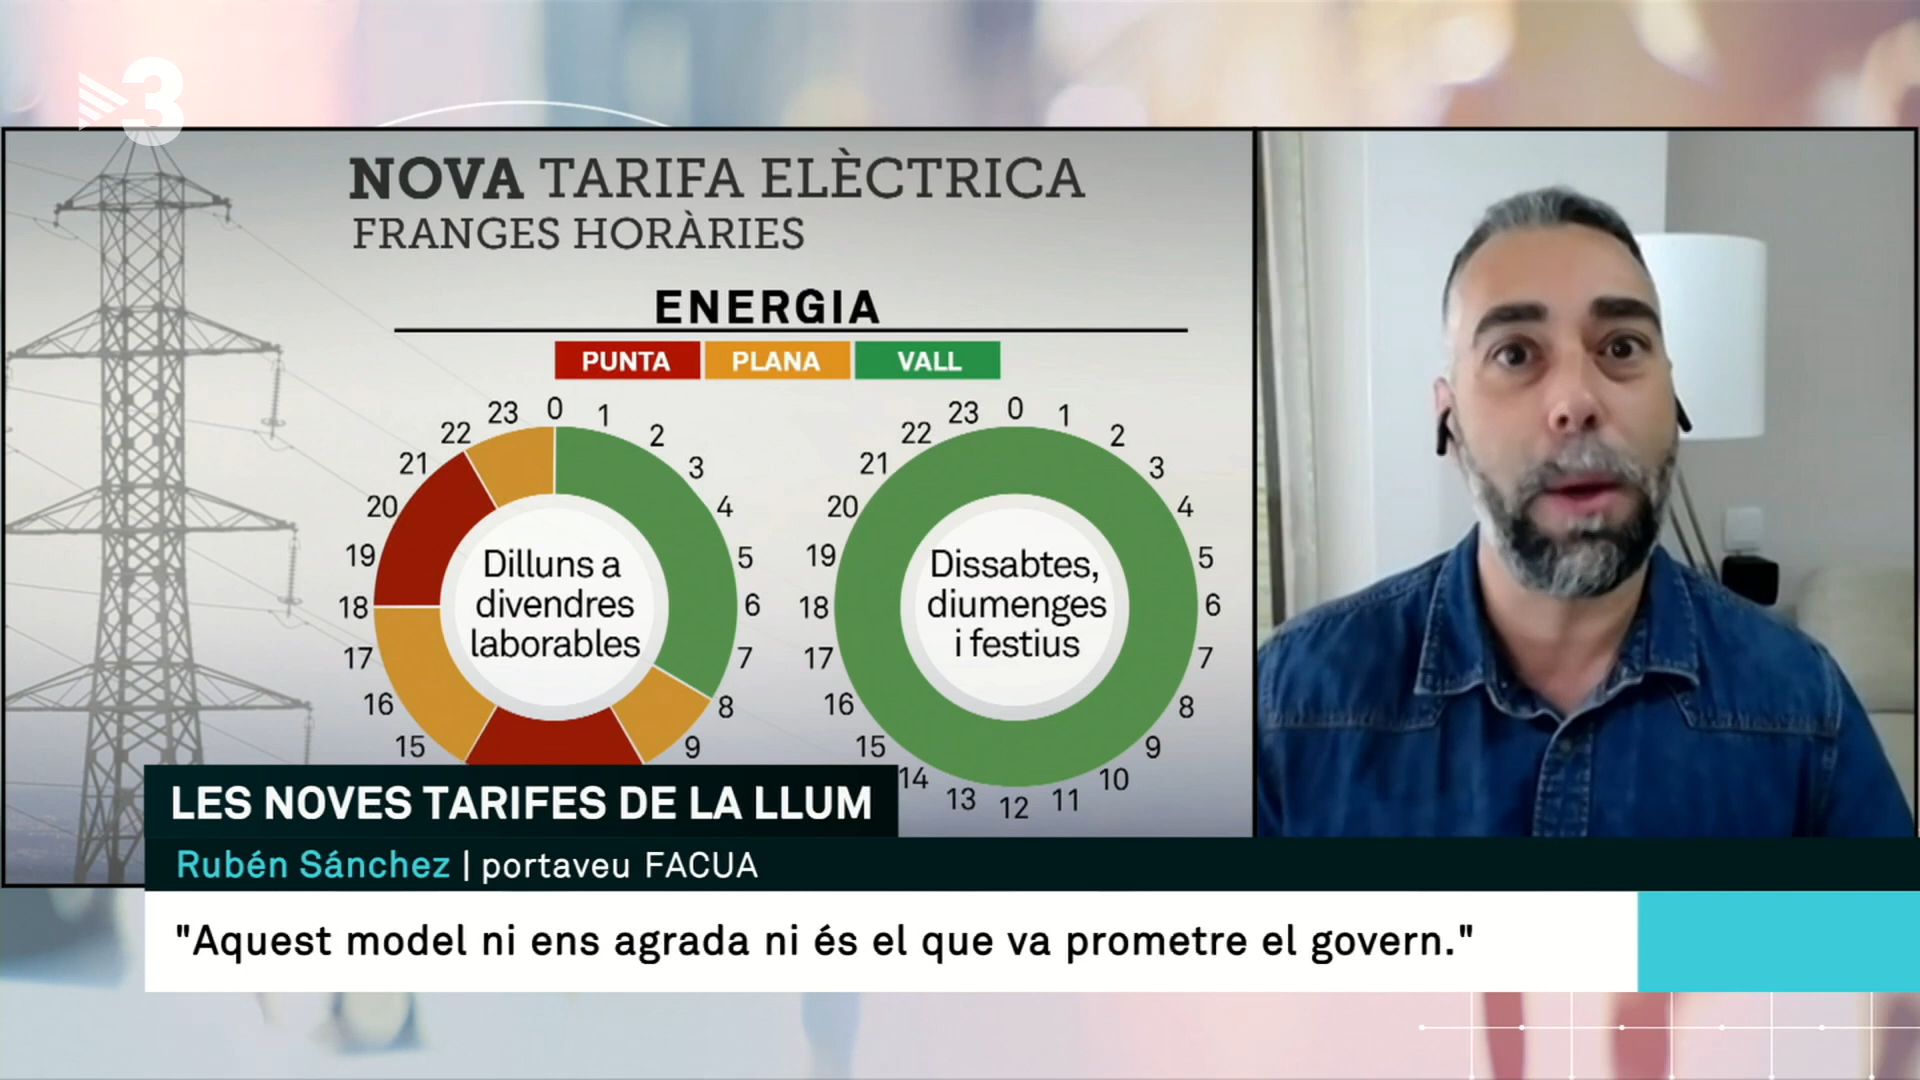 3
NOVA TARIFA ELÈCTRICA
FRANGES HORÀRIES
ENERGIA
PUNTA PLANA VALL
23 0 1 2 3 4 5 6 7 8 9 15 16 17 18 19 20 21 22
Dilluns a
divendres
laborables
23 0 1 2 3 4 5 6 7 8 9 10 11 12 13 14 15 16 17 18 19 20 21 22
Dissabtes,
diumenges
i festius
LES NOVES TARIFES DE LA LLUM
Rubén Sánchez | portaveu FACUA
"Aquest model ni ens agrada ni és el que va prometre el govern."